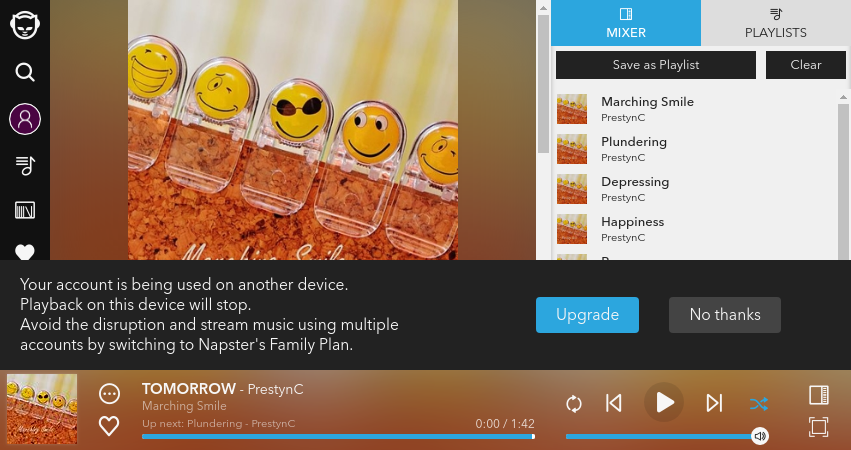 MIXER
PLAYLISTS
Save as Playlist
Clear
Marching Smile
PrestynC
Plundering
PrestynC
Depressing
PrestynC
Happiness
PrestynC
Marching Smile
Your account is being used on another device.
Playback on this device will stop.
Avoid the disruption and stream music using multiple
accounts by switching to Napster's Family Plan.
Upgrade
No thanks
TOMORROW - PrestynC
Marching Smile
Up next: Plundering - PrestynC
0:00 / 1:42